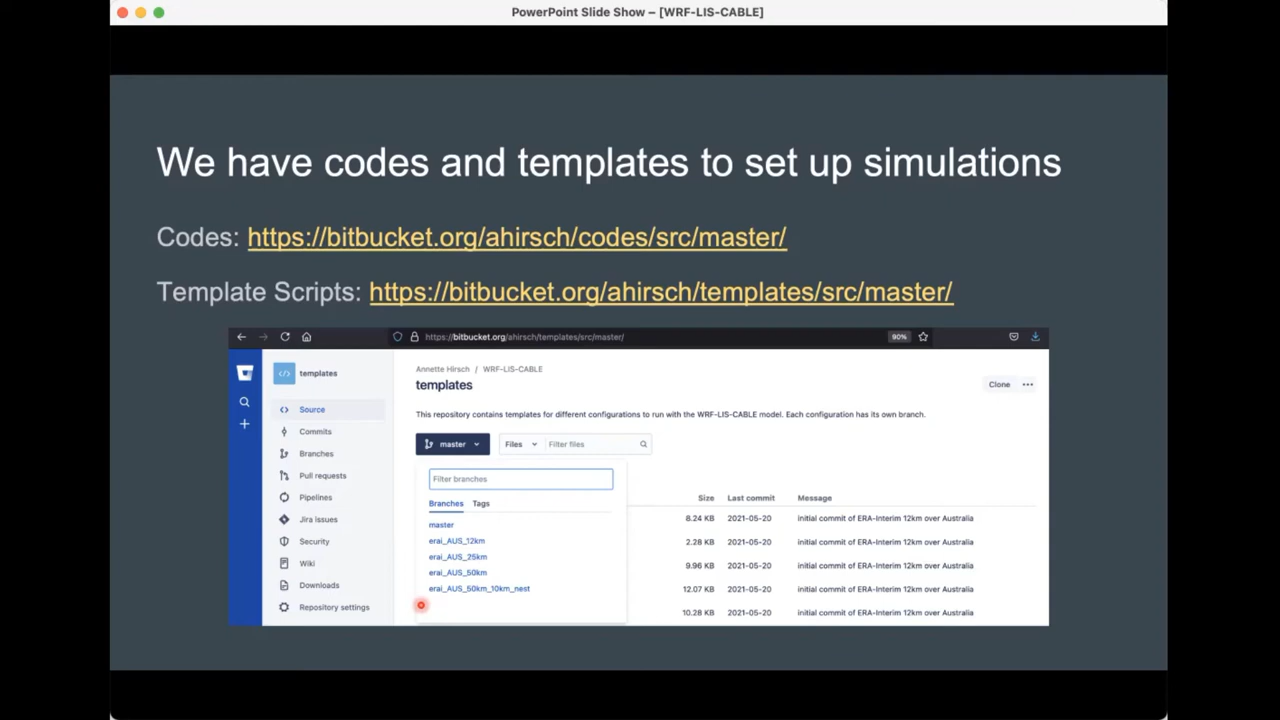 PowerPoint Slide Show – [WRF-LIS-CABLE]
We have codes and templates to set up simulations
Codes: https://bitbucket.org/ahirsch/codes/src/master/
Template Scripts: https://bitbucket.org/ahirsch/templates/src/master/
https://bitbucket.org/ahirsch/templates/src/master/ 90%
templates
Source
Commits
Branches
Pull requests
Pipelines
Jira issues
Security
Wiki
Downloads
Repository settings
Annette Hirsch / WRF-LIS-CABLE
templates
Clone
This repository contains templates for different configurations to run with the WRF-LIS-CABLE model. Each configuration has its own branch.
master Files Filter files
Filter branches
Branches Tags
master
erai_AUS_12km
erai_AUS_25km
erai_AUS_50km
erai_AUS_50km_10km_nest
Size Last commit Message
8.24 KB 2021-05-20 initial commit of ERA-Interim 12km over Australia
2.28 KB 2021-05-20 initial commit of ERA-Interim 12km over Australia
9.96 KB 2021-05-20 initial commit of ERA-Interim 12km over Australia
12.07 KB 2021-05-20 initial commit of ERA-Interim 12km over Australia
10.28 KB 2021-05-20 initial commit of ERA-Interim 12km over Australia